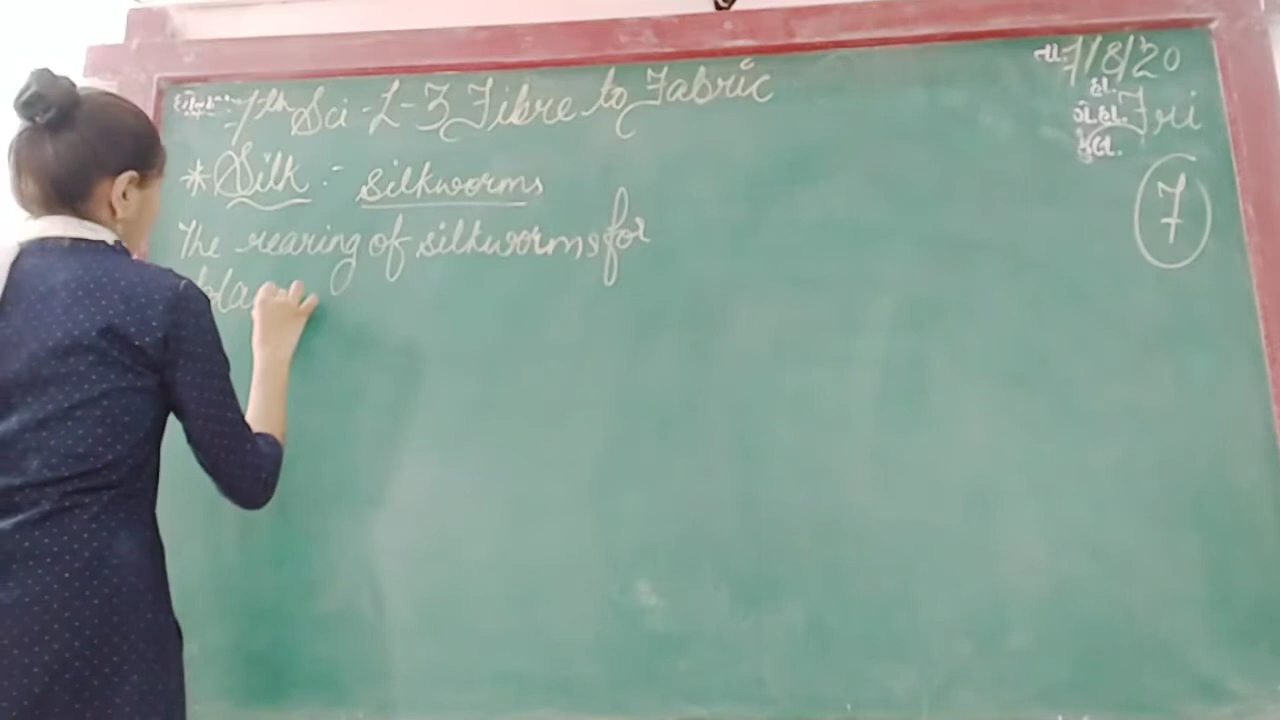 7th Sci - L - 3 Fibre to Fabric
* Silk :- silkworms
The rearing of silkworms for
તા. 7/8/20
Fri
7